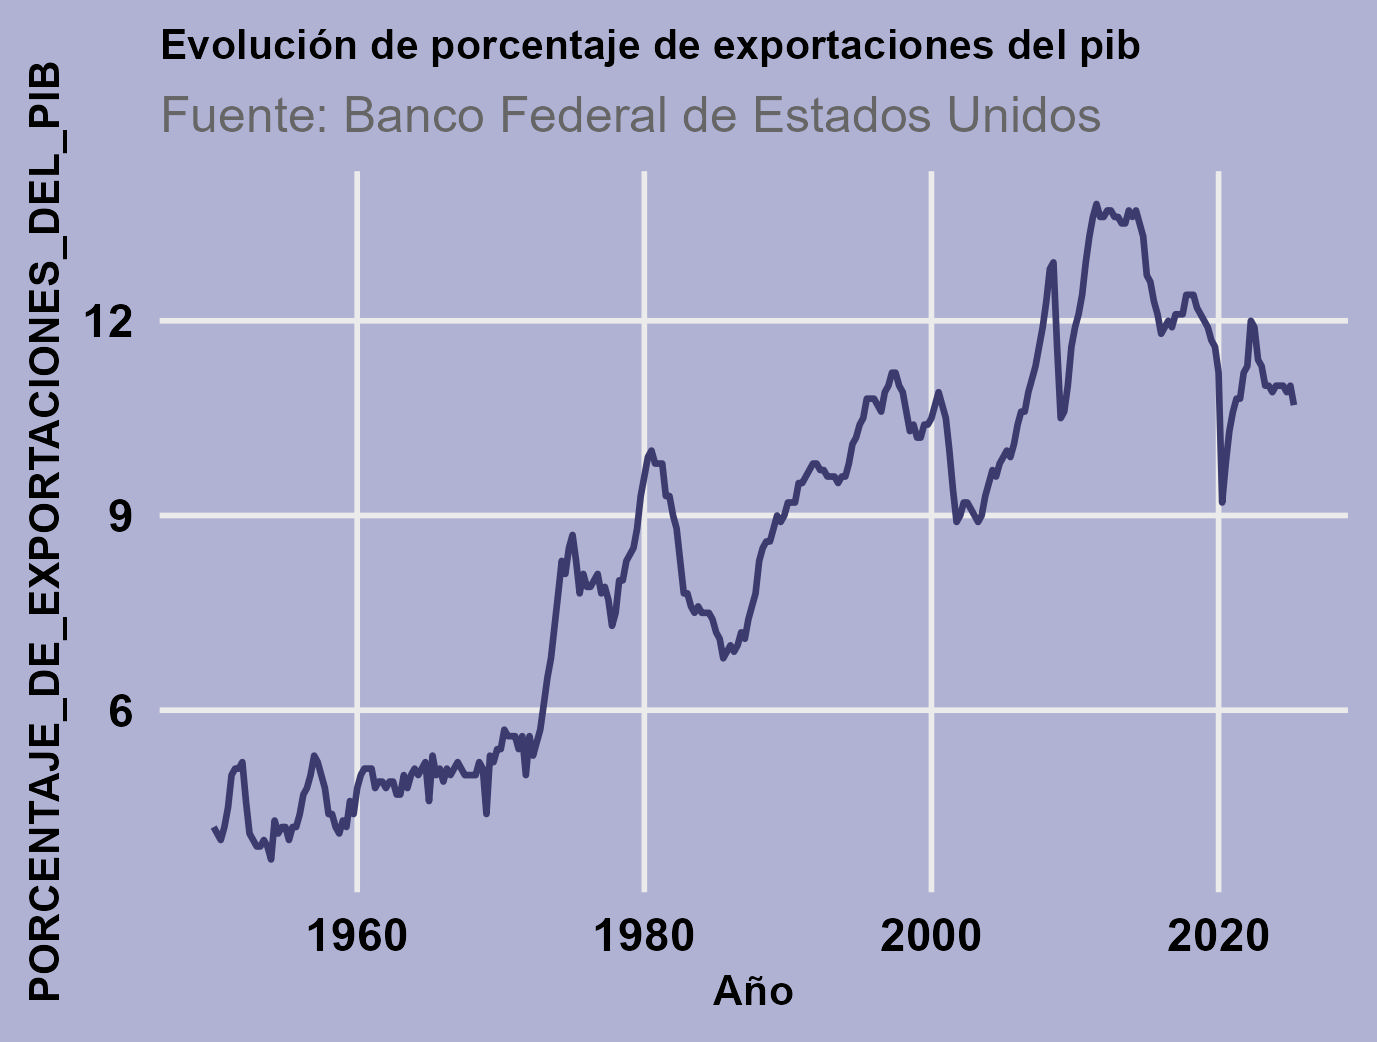 Evolución de porcentaje de exportaciones del pib
Fuente: Banco Federal de Estados Unidos
PORCENTAJE_DE_EXPORTACIONES_DEL_PIB
12
9
6
1960 1980 2000 2020
Año